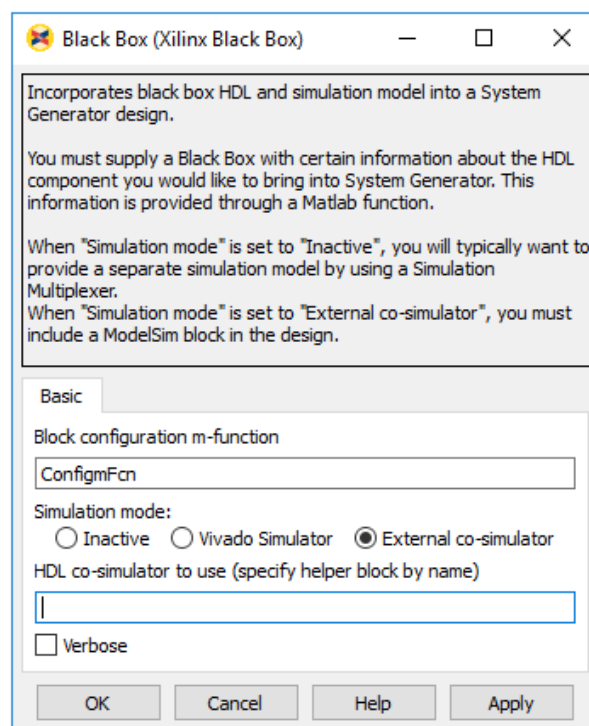 Black Box (Xilinx Black Box)
Incorporates black box HDL and simulation model into a System
Generator design.
You must supply a Black Box with certain information about the HDL
component you would like to bring into System Generator. This
information is provided through a Matlab function.
When "Simulation mode" is set to "Inactive", you will typically want to
provide a separate simulation model by using a Simulation
Multiplexer.
When "Simulation mode" is set to "External co-simulator", you must
include a ModelSim block in the design.
Basic
Block configuration m-function
ConfigmFcn
Simulation mode:
Inactive Vivado Simulator External co-simulator
HDL co-simulator to use (specify helper block by name)
Verbose
OK Cancel Help Apply